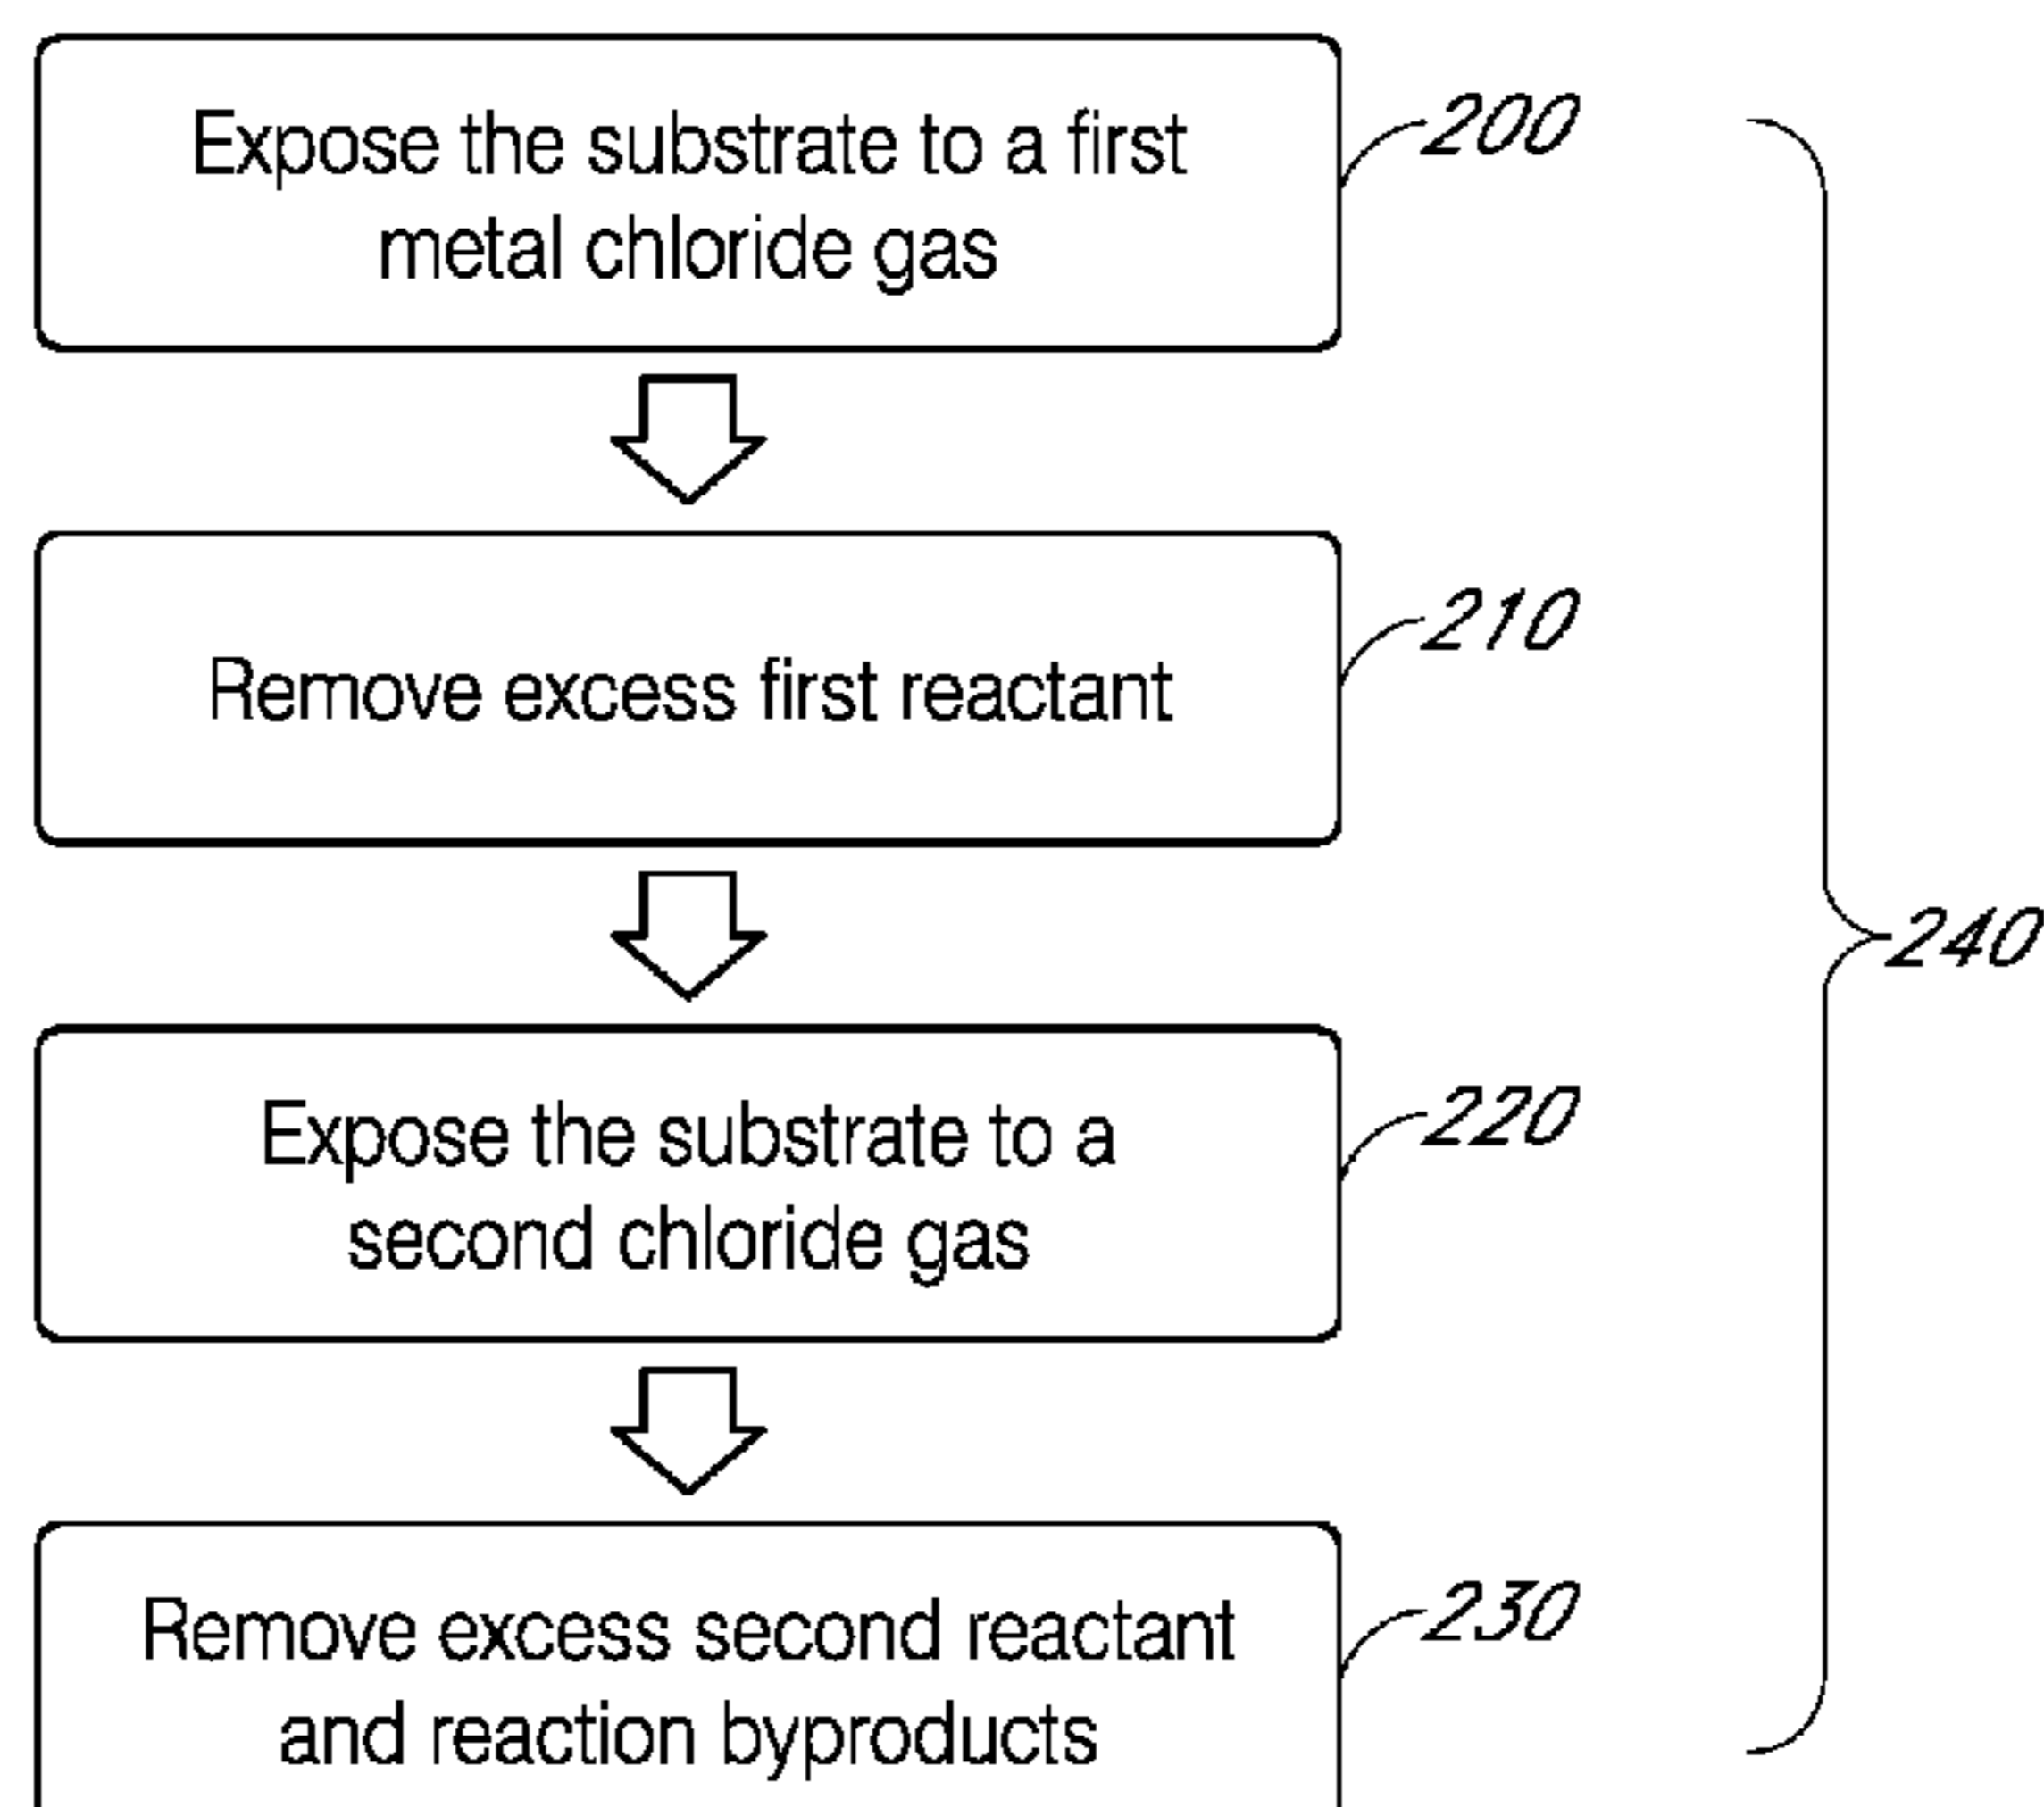 Expose the substrate to a first
metal chloride gas
200
Remove excess first reactant
210
240
Expose the substrate to a
second chloride gas
220
Remove excess second reactant
and reaction byproducts
230